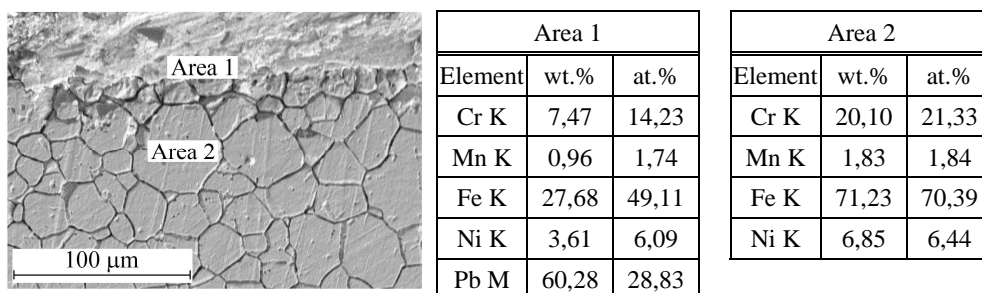 Area 1
Area 2
100 μm
Area 1
Element wt.% at.%
Cr K 7,47 14,23
Mn K 0,96 1,74
Fe K 27,68 49,11
Ni K 3,61 6,09
Pb M 60,28 28,83
Area 2
Element wt.% at.%
Cr K 20,10 21,33
Mn K 1,83 1,84
Fe K 71,23 70,39
Ni K 6,85 6,44